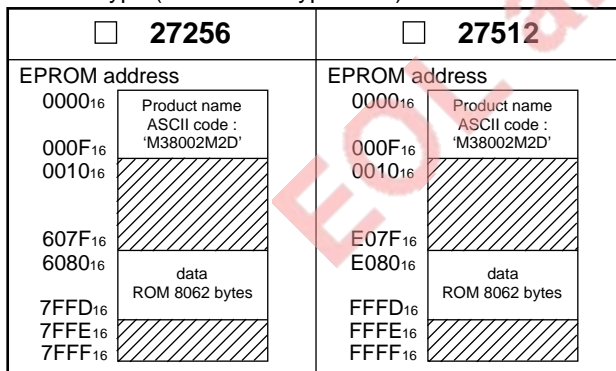 27256
EPROM address
0000₁₆
Product name
ASCII code :
'M38002M2D'
000F₁₆
0010₁₆
607F₁₆
6080₁₆
data
ROM 8062 bytes
7FFD₁₆
7FFE₁₆
7FFF₁₆
27512
EPROM address
0000₁₆
Product name
ASCII code :
'M38002M2D'
000F₁₆
0010₁₆
E07F₁₆
E080₁₆
data
ROM 8062 bytes
FFFD₁₆
FFFE₁₆
FFFF₁₆
EOL